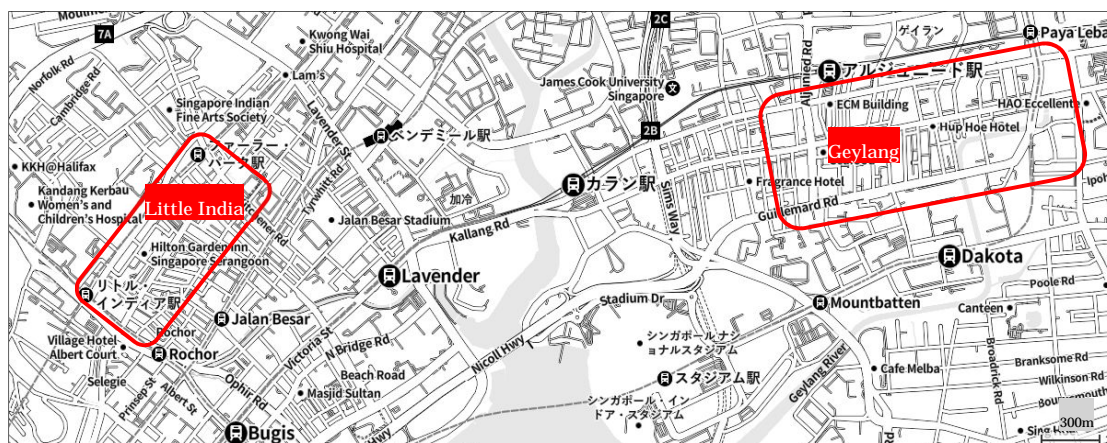 7A
Norfolk Rd
Cambridge Rd
Kwong Wai
Shiu Hospital
Lam's
Singapore Indian
Fine Arts Society
Lavender St
ベンデミール駅
ファーラー・
パーク駅
KKH@Halifax
Kandang Kerbau
Women's and
Children's Hospital
Little India
Tyrwhitt Rd
Jalan Besar Stadium
Hilton Garden Inn
Singapore Serangoon
リトル・
インディア駅
Jalan Besar
Lavender
Kallang Rd
加冷
カラン駅
Village Hotel
Albert Court
Rochor
Rochor
Selegie
Prinsep St
Albert St
Ophir Rd
Victoria St
N Bridge Rd
Beach Road
Masjid Sultan
Bugis
Nicoll Hwy
Hwy
Stadium Dr
2C
James Cook University
Singapore
文
2B
Sims Way
Aljunied Rd
アルジュニード駅
ゲイラン
Paya Leba
ECM Building
HAO Eccellente
Hup Hoe Hotel
Geylang
Fragrance Hotel
Guillemard Rd
Ipoh
Dakota
Mountbatten
Poole Rd
Canteen
シンガポール ナシ
ョナルスタジアム
スタジアム駅
シンガポール・イン
ドア・スタジアム
Geylang River
Cafe Melba
Broadrick Rd
Branksome Rd
Wilkinson Rd
300m